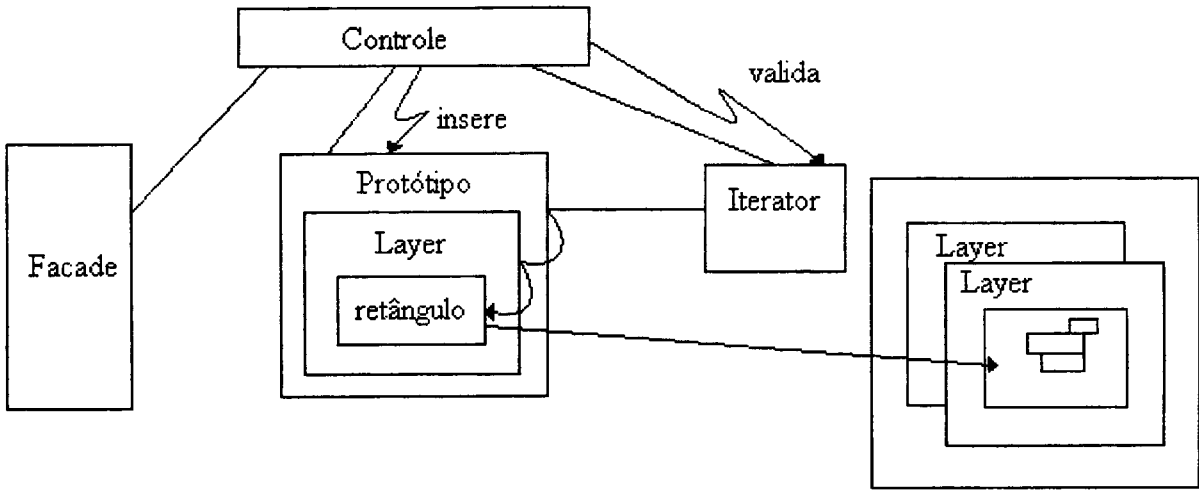 Controle
valida
insere
Protótipo
Iterator
Layer
Facade
Layer
Layer
retângulo